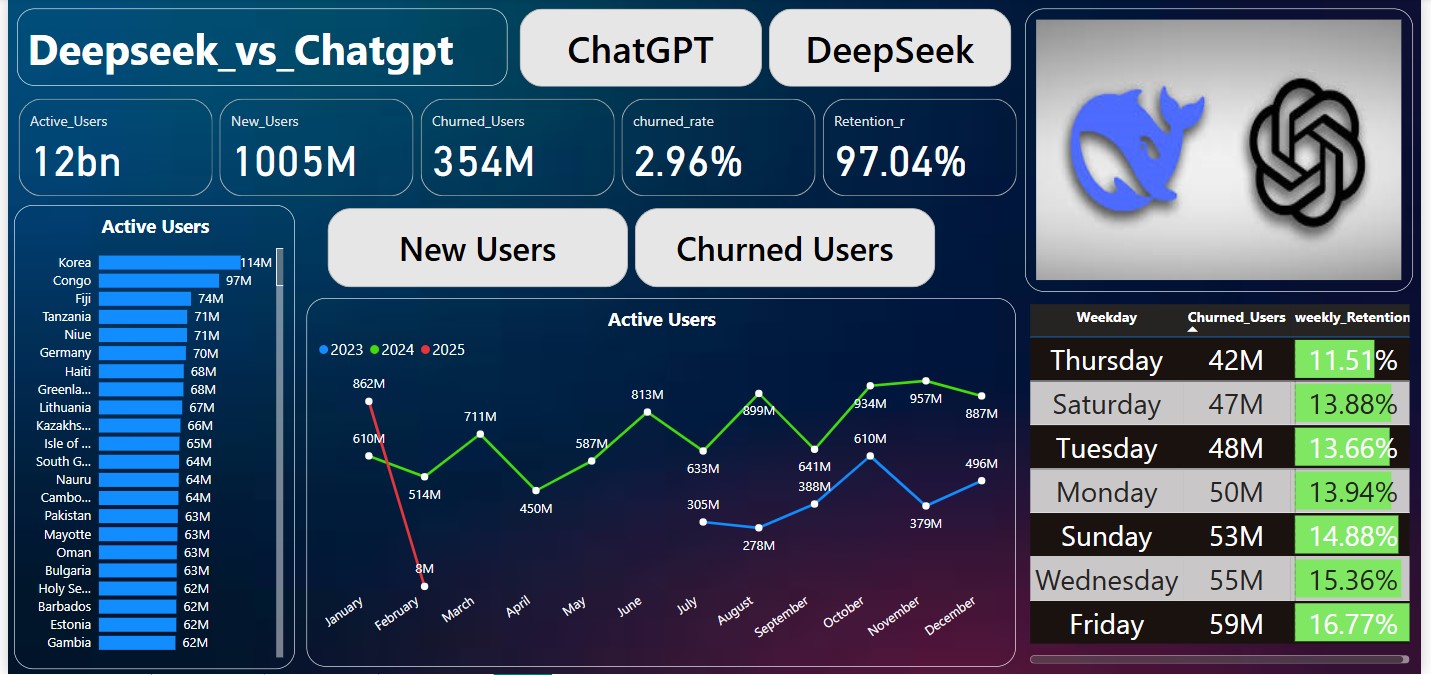 Deepseek_vs_Chatgpt
ChatGPT
DeepSeek
Active_Users
12bn
New_Users
1005M
Churned_Users
354M
churned_rate
2.96%
Retention_r
97.04%
Active Users
Korea 114M
Congo 97M
Fiji 74M
Tanzania 71M
Niue 71M
Germany 70M
Haiti 68M
Greenla... 68M
Lithuania 67M
Kazakhs... 66M
Isle of ... 65M
South G... 64M
Nauru 64M
Cambo... 64M
Pakistan 63M
Mayotte 63M
Oman 63M
Bulgaria 63M
Holy Se... 62M
Barbados 62M
Estonia 62M
Gambia 62M
New Users
Churned Users
Active Users
2023 2024 2025
862M
610M
514M
711M
450M
587M
813M
633M
899M
641M
934M
957M
887M
8M
305M
278M
388M
610M
379M
496M
January
February
March
April
May
June
July
August
September
October
November
December
Weekday Churned_Users weekly_Retention
Thursday 42M 11.51%
Saturday 47M 13.88%
Tuesday 48M 13.66%
Monday 50M 13.94%
Sunday 53M 14.88%
Wednesday 55M 15.36%
Friday 59M 16.77%